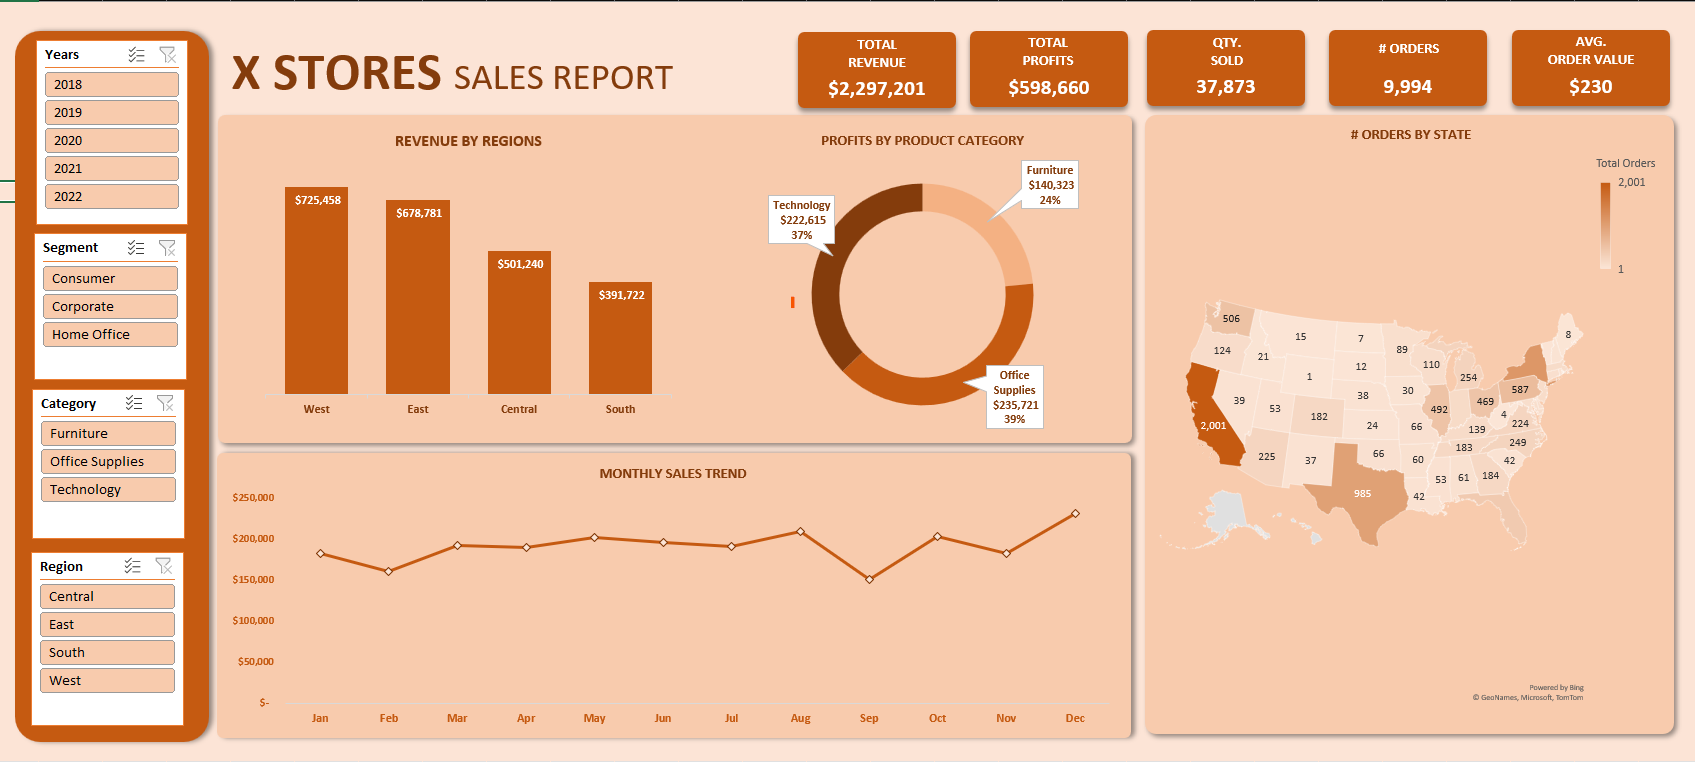 Years
2018
2019
2020
2021
2022
Segment
Consumer
Corporate
Home Office
Category
Furniture
Office Supplies
Technology
Region
Central
East
South
West
X STORES SALES REPORT
TOTAL
REVENUE
$2,297,201
TOTAL
PROFITS
$598,660
QTY.
SOLD
37,873
# ORDERS
9,994
AVG.
ORDER VALUE
$230
REVENUE BY REGIONS
$725,458
$678,781
$501,240
$391,722
West East Central South
PROFITS BY PRODUCT CATEGORY
Furniture
$140,323
24%
Technology
$222,615
37%
Office
Supplies
$235,721
39%
MONTHLY SALES TREND
$250,000
$200,000
$150,000
$100,000
$50,000
$-
Jan Feb Mar Apr May Jun Jul Aug Sep Oct Nov Dec
# ORDERS BY STATE
Total Orders
2,001
1
506
15
7
8
124
21
89
110
12
254
1
587
39
30
38
469
53
182
492
4
24
66
224
2,001
139
249
183
225
37
66
60
42
53
61
184
985
42
Powered by Bing
© GeoNames, Microsoft, TomTom